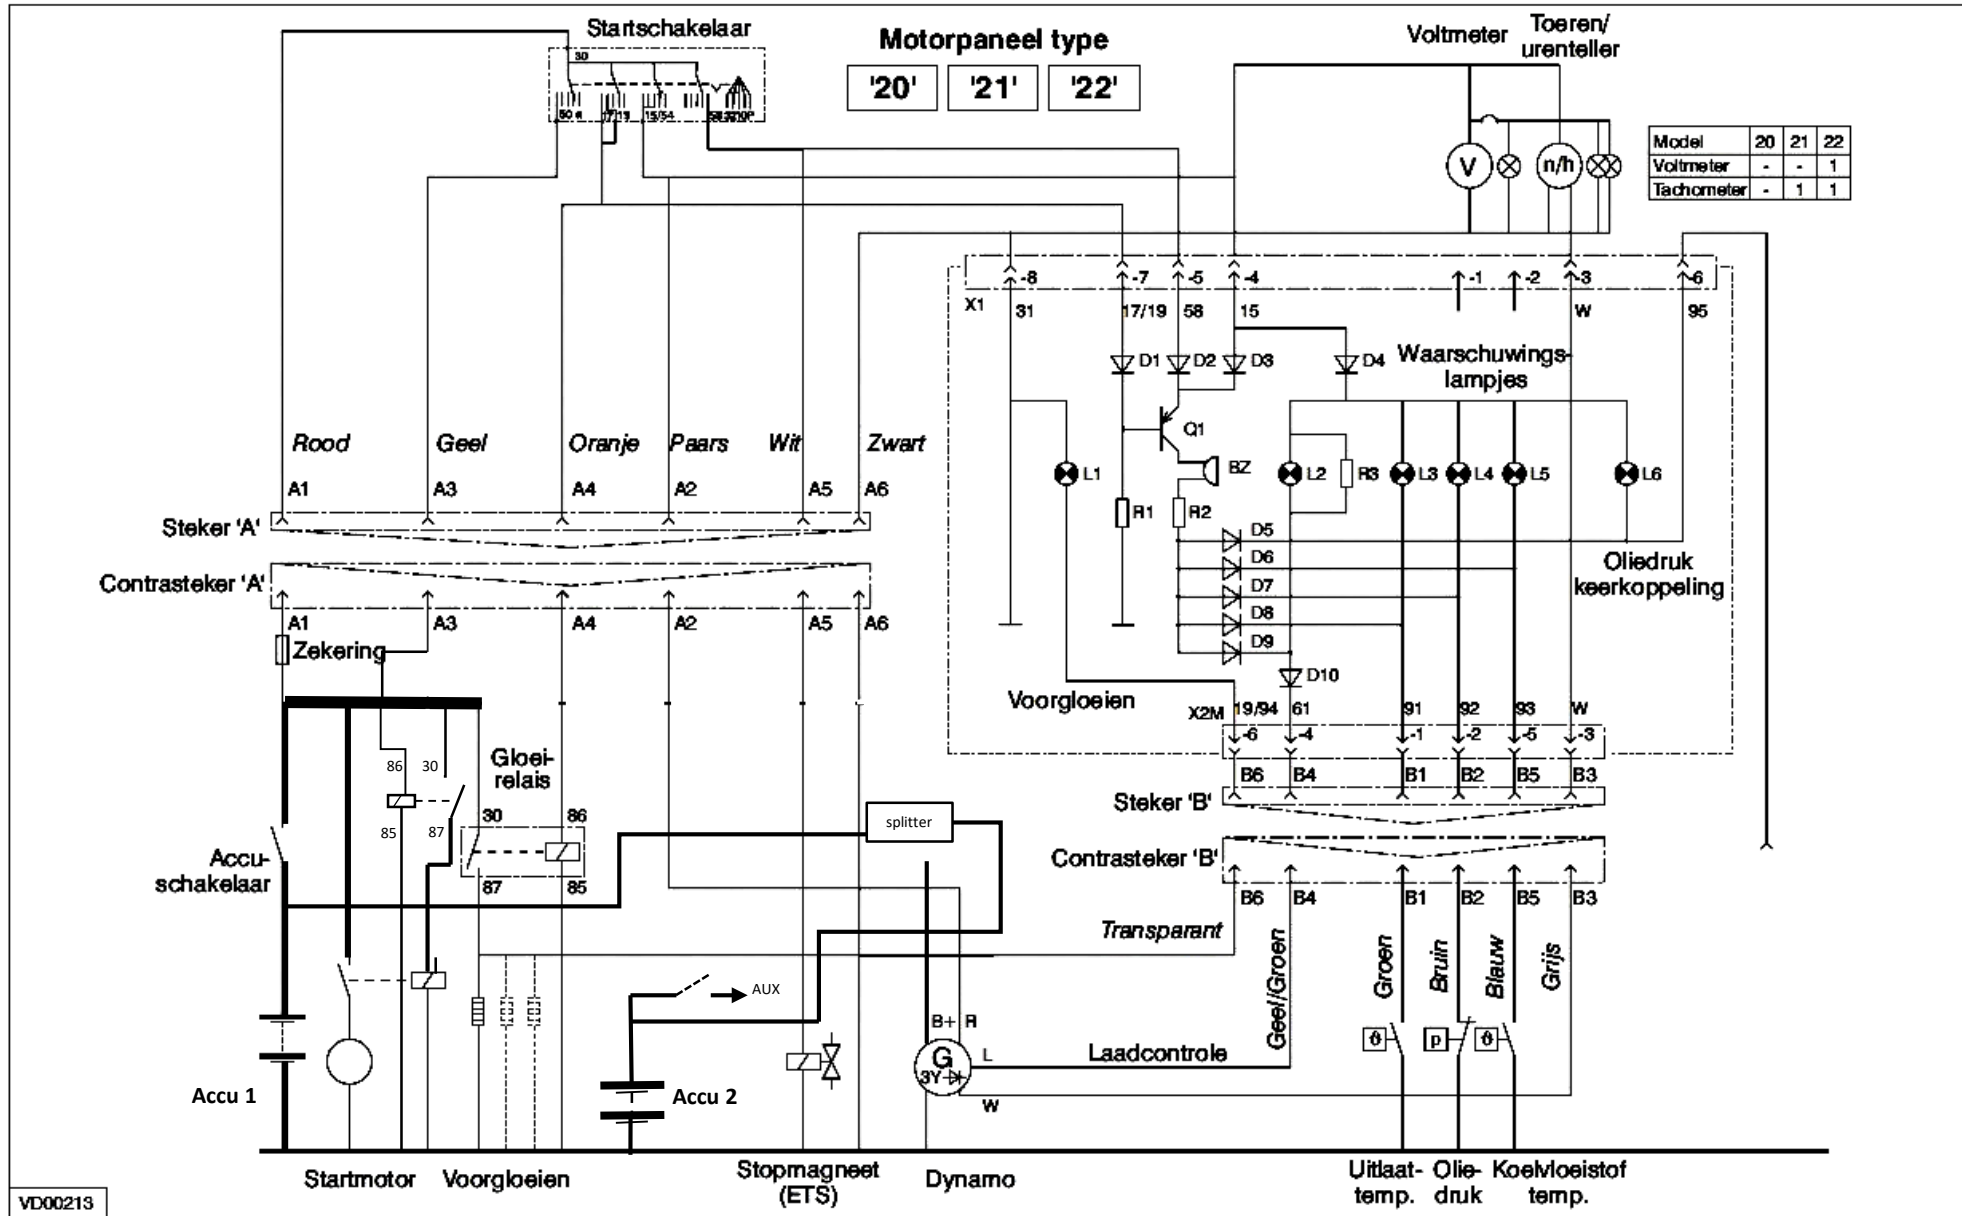 Startschakelaar
Motorpaneel type
'20' '21' '22'
Voltmeter
Toeren/
urenteller
30
50 a 17/19 15/54
V
n/h
Model 20 21 22
Voltmeter - - 1
Tachometer - 1 1
-8 -7 -5 -4 -1 -2 -3 -6
X1 31 17/19 58 15 W 95
D1 D2 D3 D4
Waarschuwings-
lampjes
Q1
BZ
Rood Geel Oranje Paars Wit Zwart
A1 A3 A4 A2 A5 A6
L1 L2 R3 L3 L4 L5 L6
R1 R2
Steker 'A'
D5
D6
D7
D8
D9
D10
Oliedruk
keerkoppeling
Contrasteker 'A'
A1 A3 A4 A2 A5 A6
Zekering
Voorgloeien
X2M 19/94 61 91 92 93 W
-6 -4 -1 -2 -5 -3
B6 B4 B1 B2 B5 B3
Steker 'B'
Gloei-
relais
86 30
85 87
30 86
87 85
splitter
Accu-
schakelaar
Contrasteker 'B'
B6 B4 B1 B2 B5 B3
Transparant
Geel/Groen
Groen
Bruin
Blauw
Grijs
AUX
B+ R
G
3Y
L
W
Laadcontrole
ϑ p ϑ
Accu 1
Accu 2
Startmotor
Voorgloeien
Stopmagneet
(ETS)
Dynamo
Uitlaat-
temp.
Olie-
druk
Koelvloeistof
temp.
VD00213